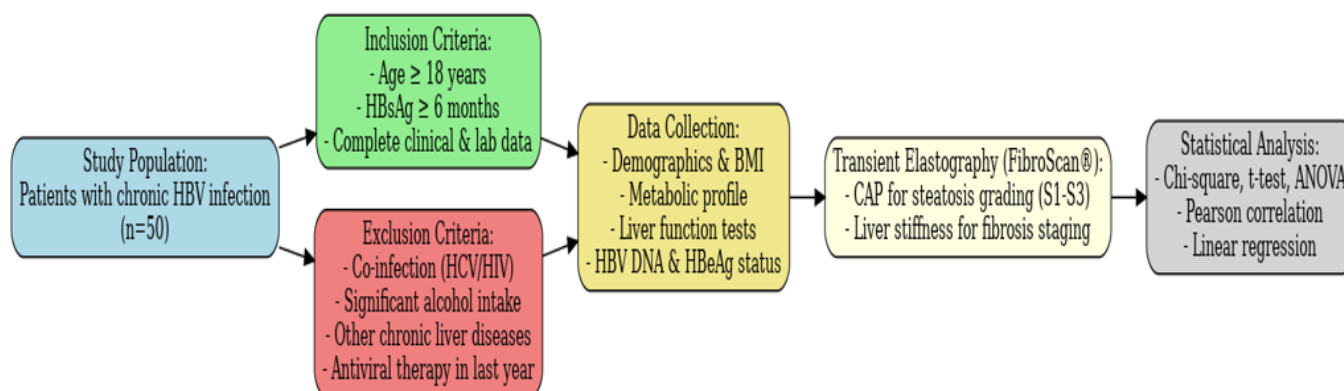 Study Population:
Patients with chronic HBV infection
(n=50)
Inclusion Criteria:
- Age ≥ 18 years
- HBsAg ≥ 6 months
- Complete clinical & lab data
Exclusion Criteria:
- Co-infection (HCV/HIV)
- Significant alcohol intake
- Other chronic liver diseases
- Antiviral therapy in last year
Data Collection:
- Demographics & BMI
- Metabolic profile
- Liver function tests
- HBV DNA & HBeAg status
Transient Elastography (FibroScan®):
- CAP for steatosis grading (S1-S3)
- Liver stiffness for fibrosis staging
Statistical Analysis:
- Chi-square, t-test, ANOVA
- Pearson correlation
- Linear regression